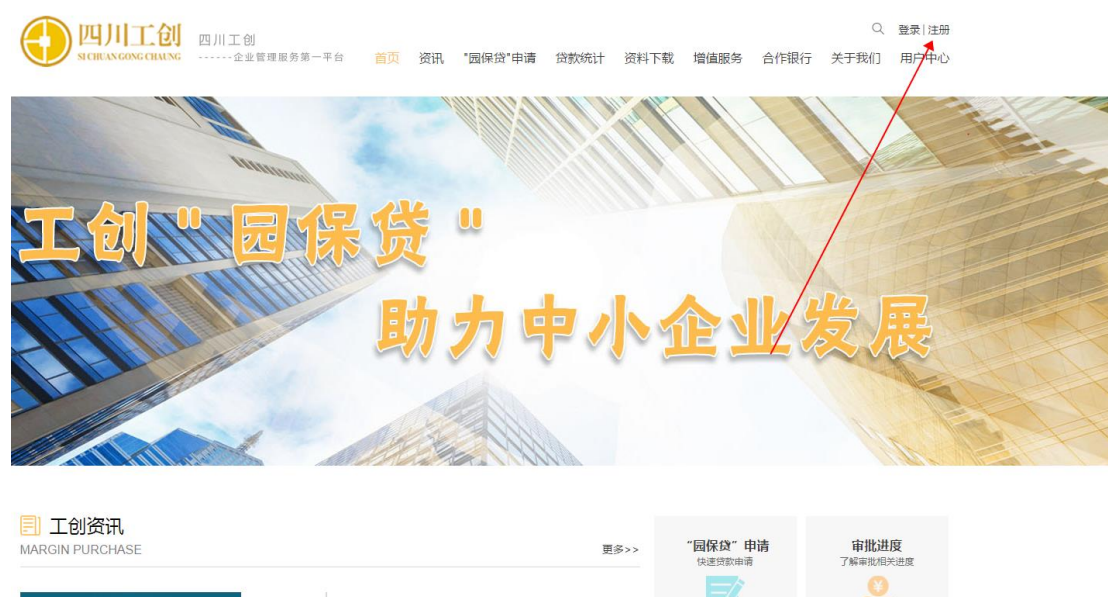 四川工创
SI CHUAN GONG CHAUNG
四川工创
------企业管理服务第一平台
登录|注册
首页 资讯 "园保贷"申请 贷款统计 资料下载 增值服务 合作银行 关于我们 用户中心
工创"园保贷"
助力中小企业发展
工创资讯
MARGIN PURCHASE
更多>>
“园保贷”申请
快速贷款申请
审批进度
了解审批相关进度